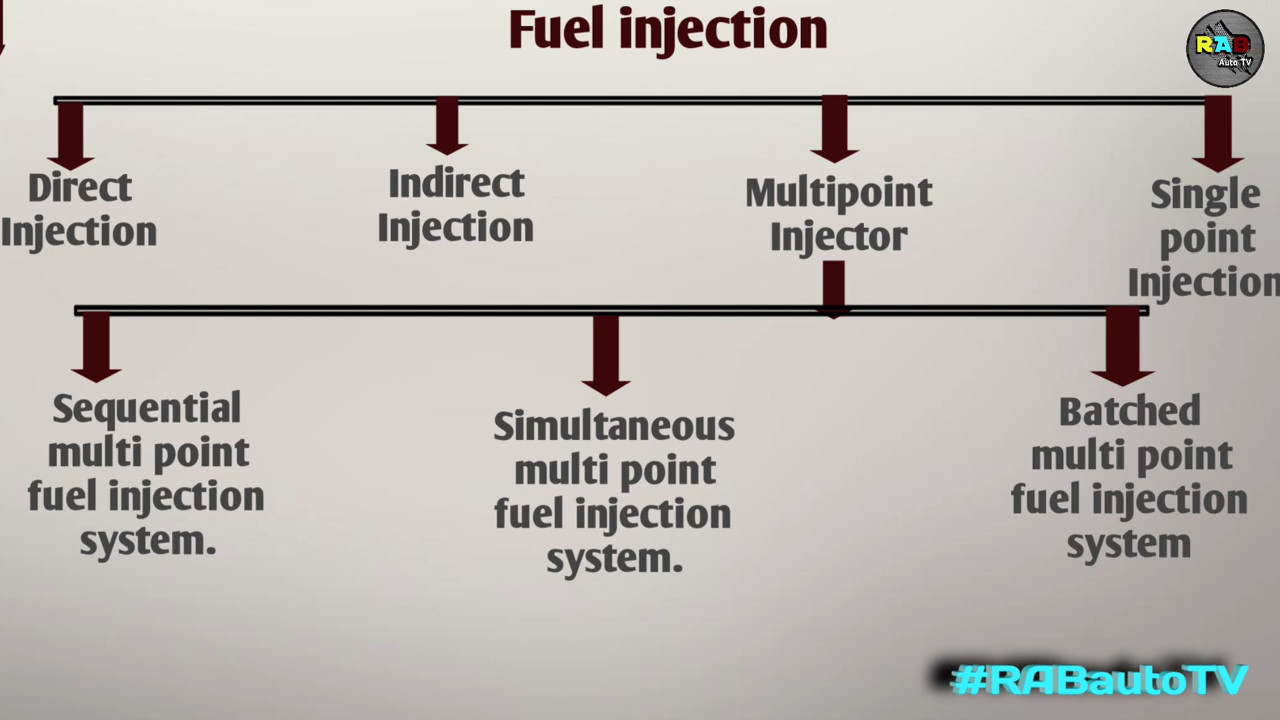 Fuel injection
RAB
Auto TV
Direct
Injection
Indirect
Injection
Multipoint
Injector
Single
point
Injection
Sequential
multi point
fuel injection
system.
Simultaneous
multi point
fuel injection
system.
Batched
multi point
fuel injection
system
#RABautoTV